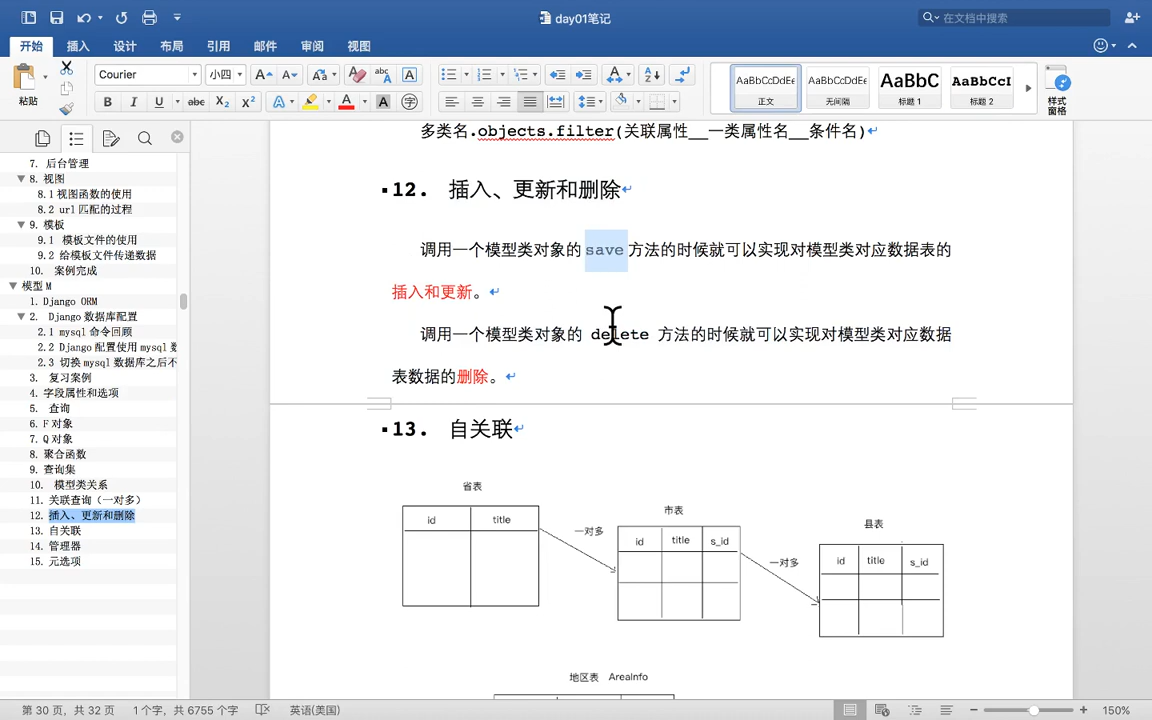 day01笔记
在文档中搜索
开始 插入 设计 布局 引用 邮件 审阅 视图
粘贴
Courier
小四
AaBbCcDdEe
正文
AaBbCcDdEe
无间隔
AaBbC
标题 1
AaBbCcI
标题 2
样式
窗格
7. 后台管理
8. 视图
8.1 视图函数的使用
8.2 url 匹配的过程
9. 模板
9.1 模板文件的使用
9.2 给模板文件传递数据
10. 案例完成
模型 M
1. Django ORM
2. Django 数据库配置
2.1 mysql 命令回顾
2.2 Django 配置使用 mysql 数
2.3 切换 mysql 数据库之后不
3. 复习案例
4. 字段属性和选项
5. 查询
6. F 对象
7. Q 对象
8. 聚合函数
9. 查询集
10. 模型类关系
11. 关联查询（一对多）
12. 插入、更新和删除
13. 自关联
14. 管理器
15. 元选项
多类名.objects.filter(关联属性__一类属性名__条件名)
12. 插入、更新和删除
调用一个模型类对象的 save 方法的时候就可以实现对模型类对应数据表的
插入和更新。
调用一个模型类对象的 delete 方法的时候就可以实现对模型类对应数据
表数据的删除。
13. 自关联
省表
id title
一对多
市表
id title s_id
一对多
县表
id title s_id
地区表 AreaInfo
第 30 页，共 32 页 1 个字，共 6755 个字 英语(美国)
150%